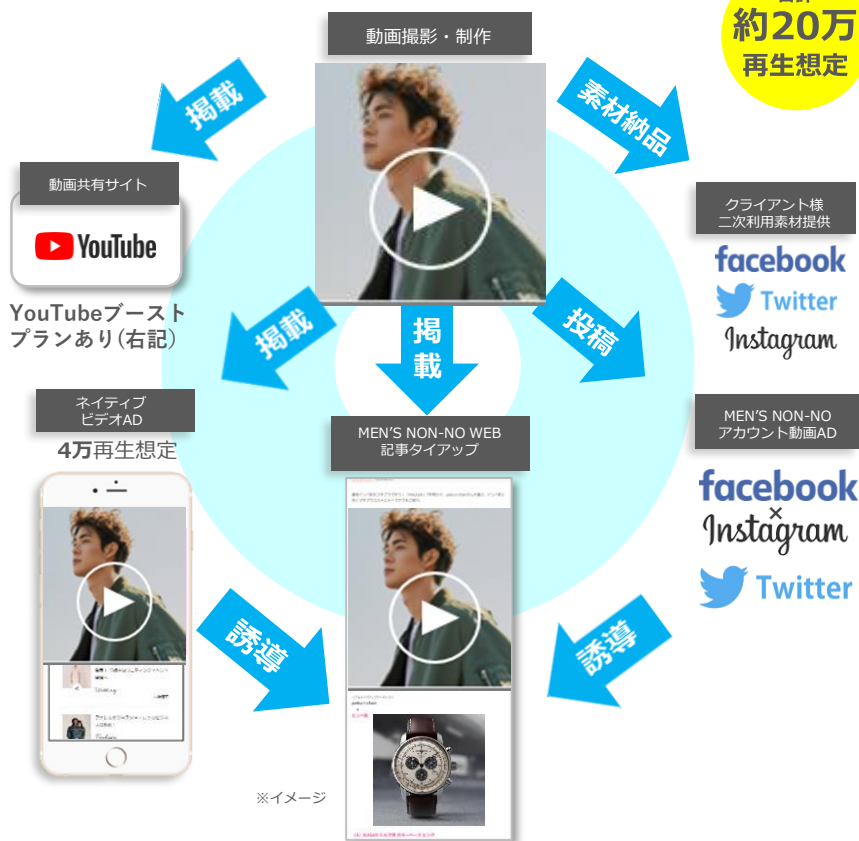 動画撮影・制作
約20万
再生想定
掲載
素材納品
動画共有サイト
YouTube
YouTubeブースト
プランあり(右記)
クライアント様
二次利用素材提供
facebook
Twitter
Instagram
掲載
掲載
投稿
ネイティブ
ビデオAD
4万再生想定
MEN'S NON-NO WEB
記事タイアップ
MEN'S NON-NO
アカウント動画AD
facebook
×
Instagram
Twitter
誘導
誘導
※イメージ